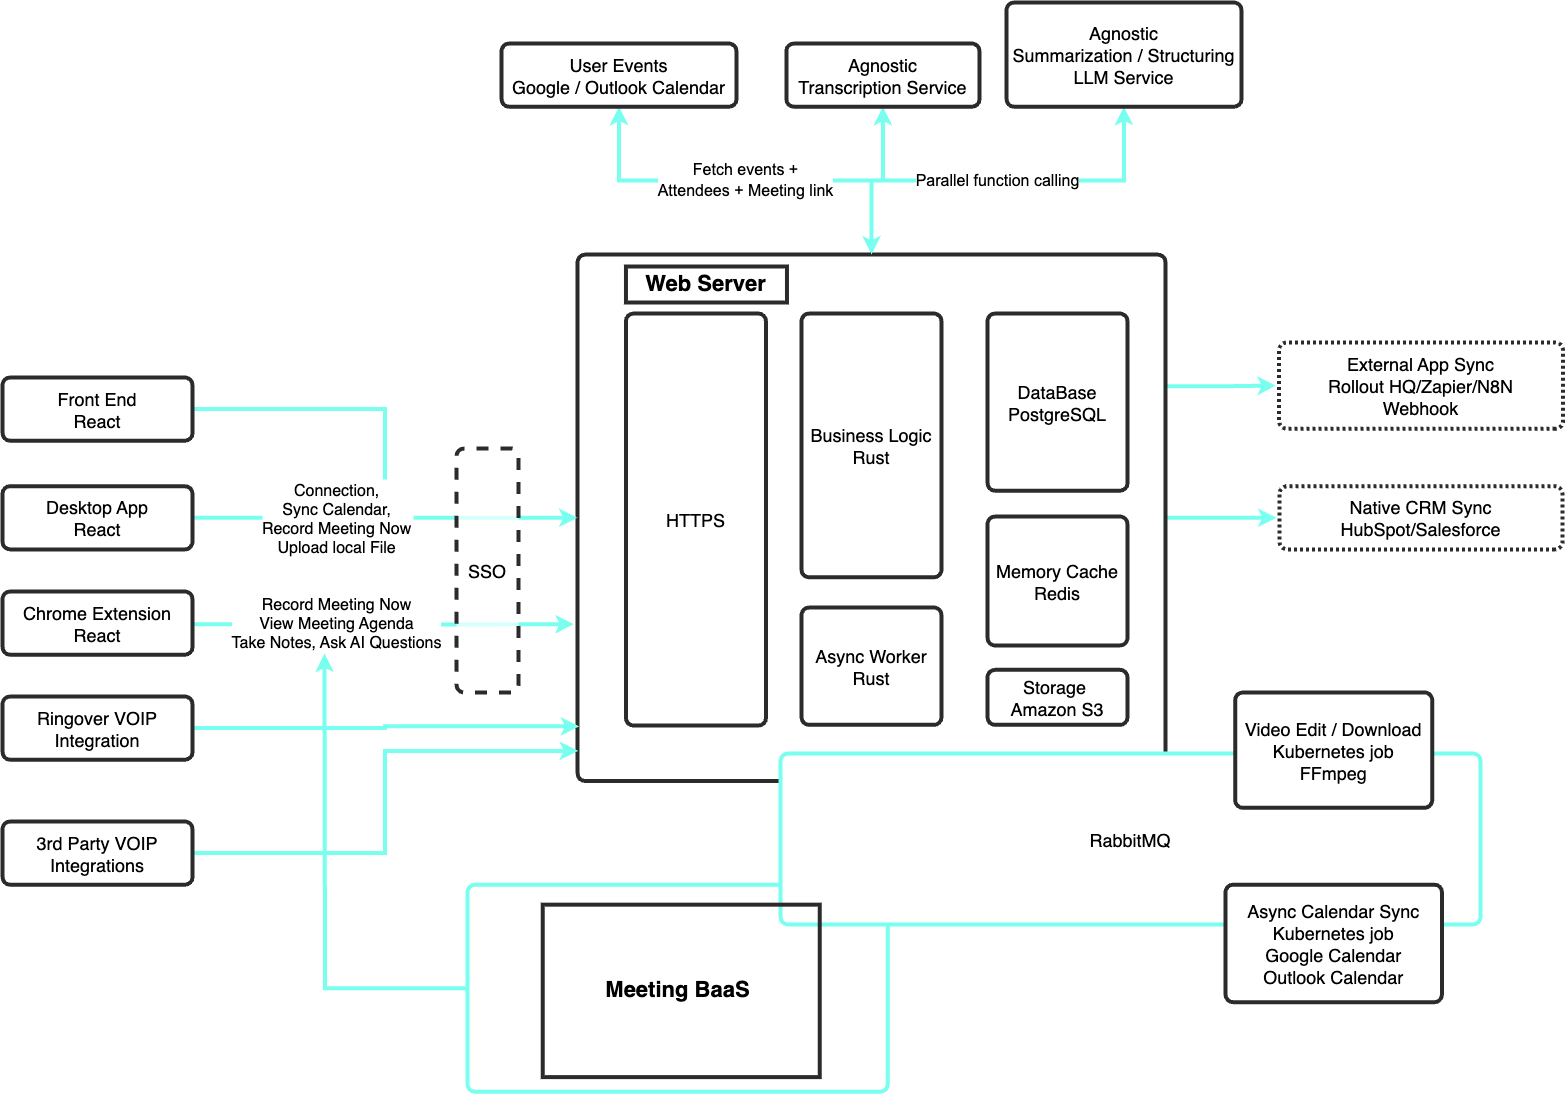 Agnostic
Summarization / Structuring
LLM Service
User Events
Google / Outlook Calendar
Agnostic
Transcription Service
Fetch events +
Attendees + Meeting link
Parallel function calling
Web Server
HTTPS
Business Logic
Rust
Async Worker
Rust
DataBase
PostgreSQL
Memory Cache
Redis
Storage
Amazon S3
External App Sync
Rollout HQ/Zapier/N8N
Webhook
Native CRM Sync
HubSpot/Salesforce
Front End
React
Desktop App
React
Connection,
Sync Calendar,
Record Meeting Now
Upload local File
SSO
Chrome Extension
React
Record Meeting Now
View Meeting Agenda
Take Notes, Ask AI Questions
Ringover VOIP
Integration
3rd Party VOIP
Integrations
Video Edit / Download
Kubernetes job
FFmpeg
RabbitMQ
Async Calendar Sync
Kubernetes job
Google Calendar
Outlook Calendar
Meeting BaaS